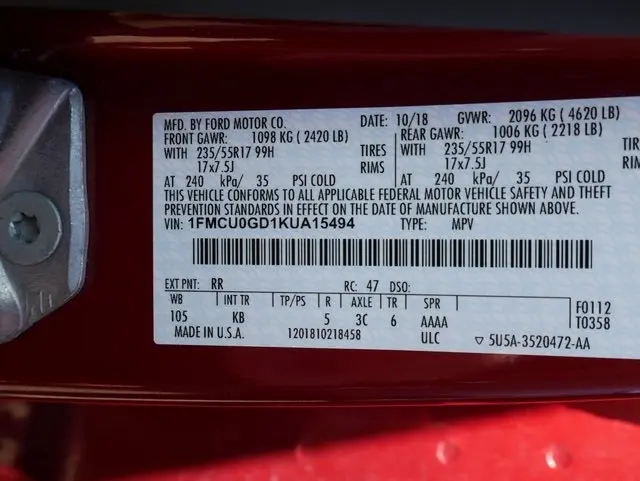 MFD. BY FORD MOTOR CO. DATE: 10/18 GVWR: 2096 KG ( 4620 LB)
FRONT GAWR: 1098 KG ( 2420 LB) REAR GAWR: 1006 KG ( 2218 LB)
WITH 235/55R17 99H TIRES WITH 235/55R17 99H TIRE
17x7.5J RIMS 17x7.5J RIM
AT 240 kPa/ 35 PSI COLD AT 240 kPa/ 35 PSI COLD
THIS VEHICLE CONFORMS TO ALL APPLICABLE FEDERAL MOTOR VEHICLE SAFETY AND THEFT
PREVENTION STANDARDS IN EFFECT ON THE DATE OF MANUFACTURE SHOWN ABOVE.
VIN: 1FMCU0GD1KUA15494 TYPE: MPV
EXT PNT: RR RC: 47 DSO:
WB INT TR TP/PS R AXLE TR SPR F0112
105 KB 5 3C 6 AAAA T0358
MADE IN U.S.A. 1201810218458 ULC ▽ 5U5A-3520472-AA